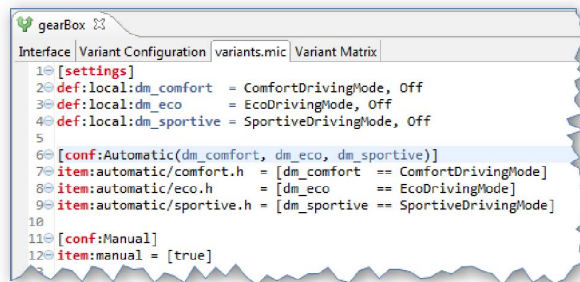 gearBox
Interface Variant Configuration variants.mic Variant Matrix
1 [settings]
2 def:local:dm_comfort = ComfortDrivingMode, Off
3 def:local:dm_eco = EcoDrivingMode, Off
4 def:local:dm_sportive = SportiveDrivingMode, Off
5
6 [conf:Automatic(dm_comfort, dm_eco, dm_sportive)]
7 item:automatic/comfort.h = [dm_comfort == ComfortDrivingMode]
8 item:automatic/eco.h = [dm_eco == EcoDrivingMode]
9 item:automatic/sportive.h = [dm_sportive == SportiveDrivingMode]
10
11 [conf:Manual]
12 item:manual = [true]